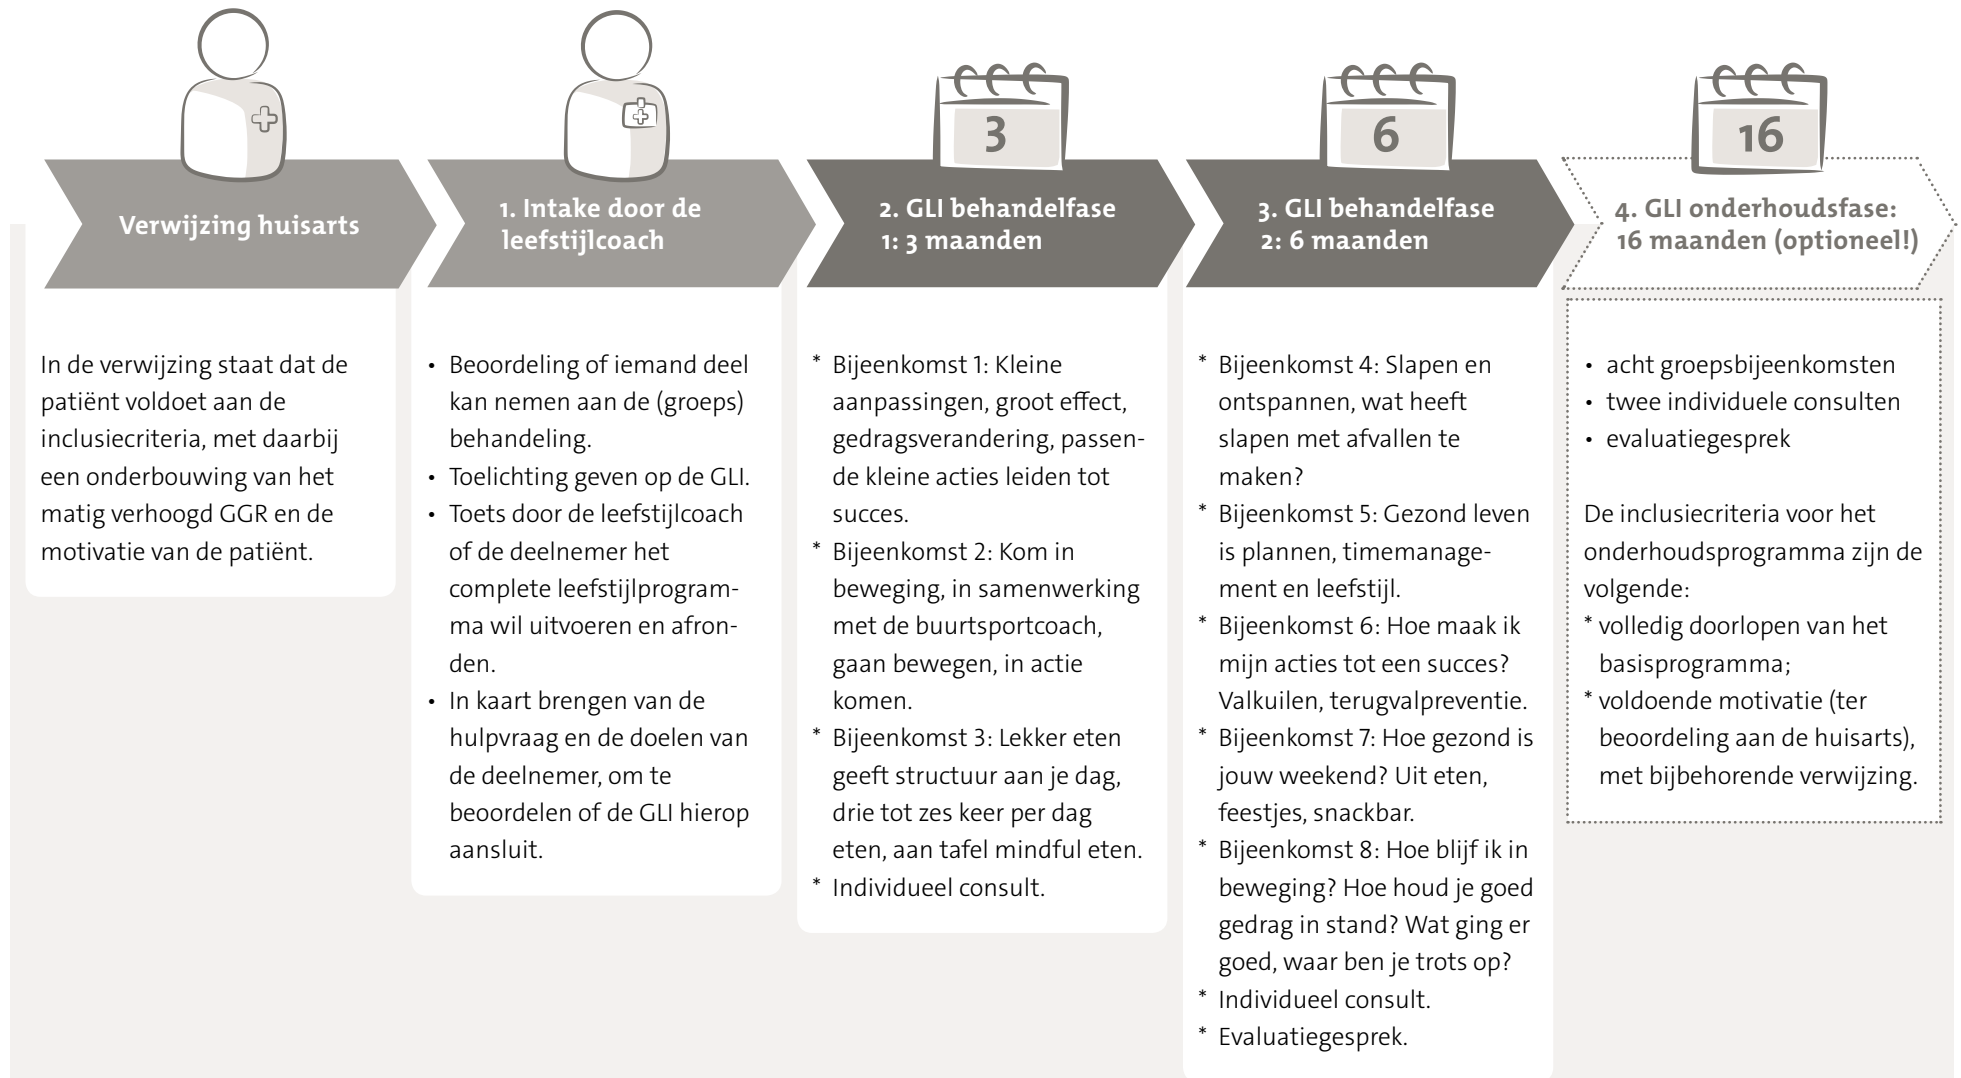 Verwijzing huisarts
In de verwijzing staat dat de
patiënt voldoet aan de
inclusiecriteria, met daarbij
een onderbouwing van het
matig verhoogd GGR en de
motivatie van de patiënt.
1. Intake door de
leefstijlcoach
• Beoordeling of iemand deel
kan nemen aan de (groeps)
behandeling.
• Toelichting geven op de GLI.
• Toets door de leefstijlcoach
of de deelnemer het
complete leefstijlprogram-
ma wil uitvoeren en afron-
den.
• In kaart brengen van de
hulpvraag en de doelen van
de deelnemer, om te
beoordelen of de GLI hierop
aansluit.
3
2. GLI behandelfase
1: 3 maanden
* Bijeenkomst 1: Kleine
aanpassingen, groot effect,
gedragsverandering, passen-
de kleine acties leiden tot
succes.
* Bijeenkomst 2: Kom in
beweging, in samenwerking
met de buurtsportcoach,
gaan bewegen, in actie
komen.
* Bijeenkomst 3: Lekker eten
geeft structuur aan je dag,
drie tot zes keer per dag
eten, aan tafel mindful eten.
* Individueel consult.
6
3. GLI behandelfase
2: 6 maanden
* Bijeenkomst 4: Slapen en
ontspannen, wat heeft
slapen met afvallen te
maken?
* Bijeenkomst 5: Gezond leven
is plannen, timemanage-
ment en leefstijl.
* Bijeenkomst 6: Hoe maak ik
mijn acties tot een succes?
Valkuilen, terugvalpreventie.
* Bijeenkomst 7: Hoe gezond is
jouw weekend? Uit eten,
feestjes, snackbar.
* Bijeenkomst 8: Hoe blijf ik in
beweging? Hoe houd je goed
gedrag in stand? Wat ging er
goed, waar ben je trots op?
* Individueel consult.
* Evaluatiegesprek.
16
4. GLI onderhoudsfase:
16 maanden (optioneel!)
• acht groepsbijeenkomsten
• twee individuele consulten
• evaluatiegesprek
De inclusiecriteria voor het
onderhoudsprogramma zijn de
volgende:
* volledig doorlopen van het
basisprogramma;
* voldoende motivatie (ter
beoordeling aan de huisarts),
met bijbehorende verwijzing.